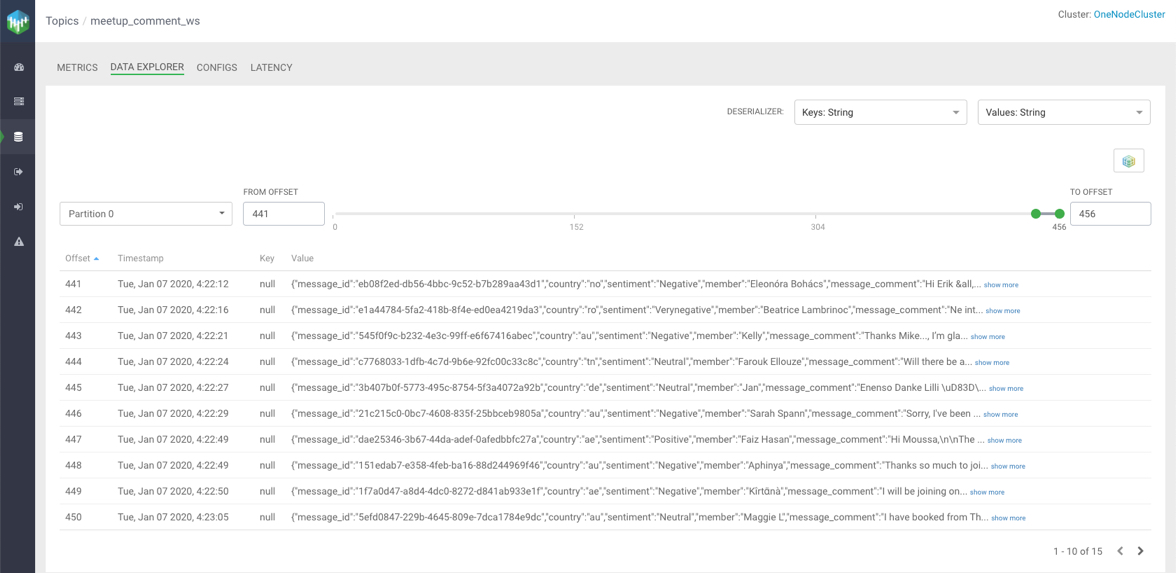 Topics / meetup_comment_ws
Cluster: OneNodeCluster
METRICS DATA EXPLORER CONFIGS LATENCY
DESERIALIZER: Keys: String Values: String
FROM OFFSET TO OFFSET
Partition 0 441 456
0 152 304 456
Offset Timestamp Key Value
441 Tue, Jan 07 2020, 4:22:12 null {"message_id":"eb08f2ed-db56-4bbc-9c52-b7b289aa43d1","country":"no","sentiment":"Negative","member":"Eleonóra Bohács","message_comment":"Hi Erik &all,... show more
442 Tue, Jan 07 2020, 4:22:16 null {"message_id":"e1a44784-5fa2-418b-8f4e-ed0ea4219da3","country":"ro","sentiment":"Verynegative","member":"Beatrice Lambrinoc","message_comment":"Ne int... show more
443 Tue, Jan 07 2020, 4:22:21 null {"message_id":"545f0f9c-b232-4e3c-99ff-e6f67416abec","country":"au","sentiment":"Negative","member":"Kelly","message_comment":"Thanks Mike..., I'm gla... show more
444 Tue, Jan 07 2020, 4:22:24 null {"message_id":"c7768033-1dfb-4c7d-9b6e-92fc00c33c8c","country":"tn","sentiment":"Neutral","member":"Farouk Ellouze","message_comment":"Will there be a... show more
445 Tue, Jan 07 2020, 4:22:27 null {"message_id":"3b407b0f-5773-495c-8754-5f3a4072a92b","country":"de","sentiment":"Neutral","member":"Jan","message_comment":"Enenso Danke Lilli \uD83D\... show more
446 Tue, Jan 07 2020, 4:22:29 null {"message_id":"21c215c0-0bc7-4608-835f-25bbceb9805a","country":"au","sentiment":"Negative","member":"Sarah Spann","message_comment":"Sorry, I've been ... show more
447 Tue, Jan 07 2020, 4:22:49 null {"message_id":"dae25346-3b67-44da-adef-0afedbbfc27a","country":"ae","sentiment":"Positive","member":"Faiz Hasan","message_comment":"Hi Moussa,\n\nThe ... show more
448 Tue, Jan 07 2020, 4:22:49 null {"message_id":"151edab7-e358-4feb-ba16-88d244969f46","country":"au","sentiment":"Negative","member":"Aphinya","message_comment":"Thanks so much to joi... show more
449 Tue, Jan 07 2020, 4:22:50 null {"message_id":"1f7a0d47-a8d4-4dc0-8272-d841ab933e1f","country":"ae","sentiment":"Negative","member":"Kīrtānà","message_comment":"I will be joining on... show more
450 Tue, Jan 07 2020, 4:23:05 null {"message_id":"5efd0847-229b-4645-809e-7dca1784e9dc","country":"au","sentiment":"Neutral","member":"Maggie L","message_comment":"I have booked from Th... show more
1 - 10 of 15